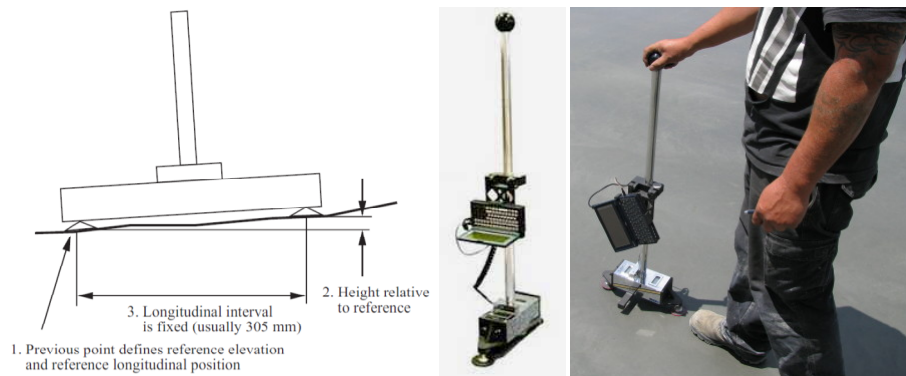 2. Height relative
to reference
3. Longitudinal interval
is fixed (usually 305 mm)
1. Previous point defines reference elevation
and reference longitudinal position